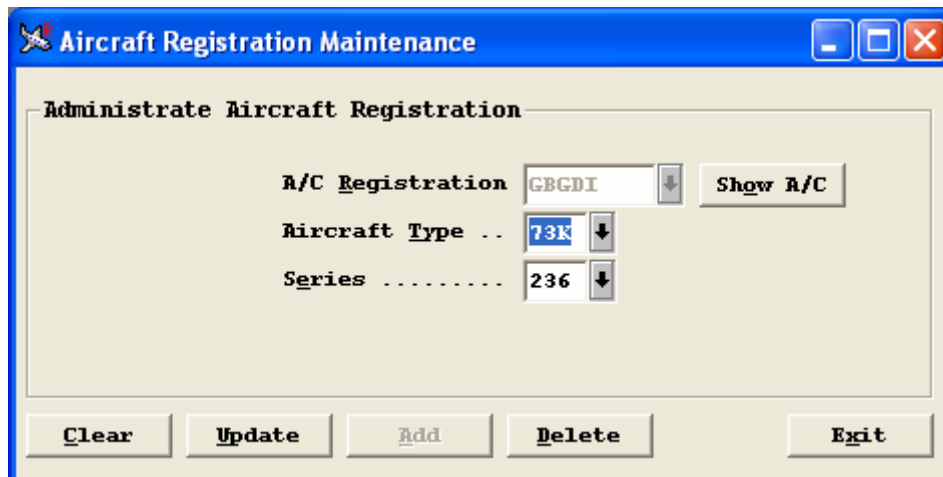 Aircraft Registration Maintenance
Administrate Aircraft Registration
A/C Registration GBGDI Show A/C
Aircraft Type .. 73K
Series ......... 236
Clear Update Add Delete Exit